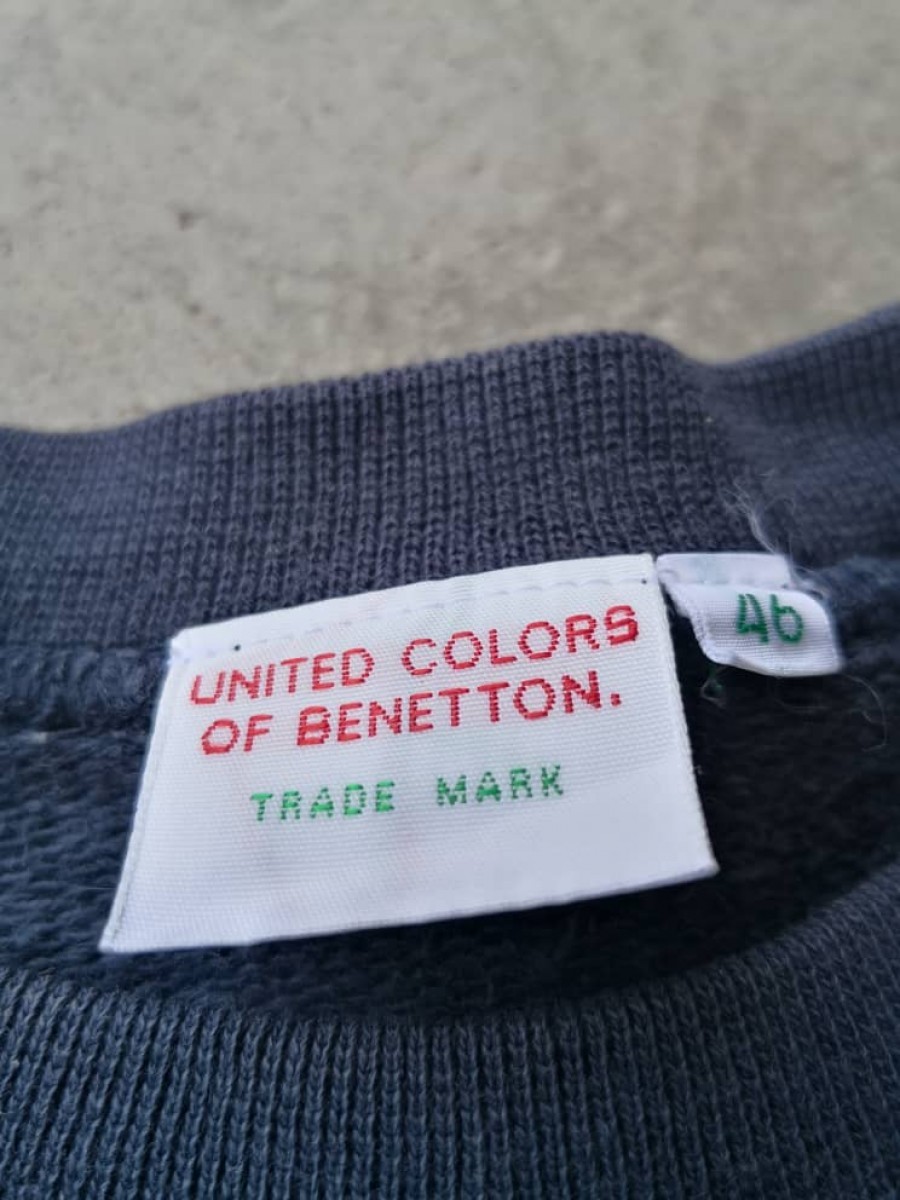 UNITED COLORS
OF BENETTON.
TRADE MARK
46